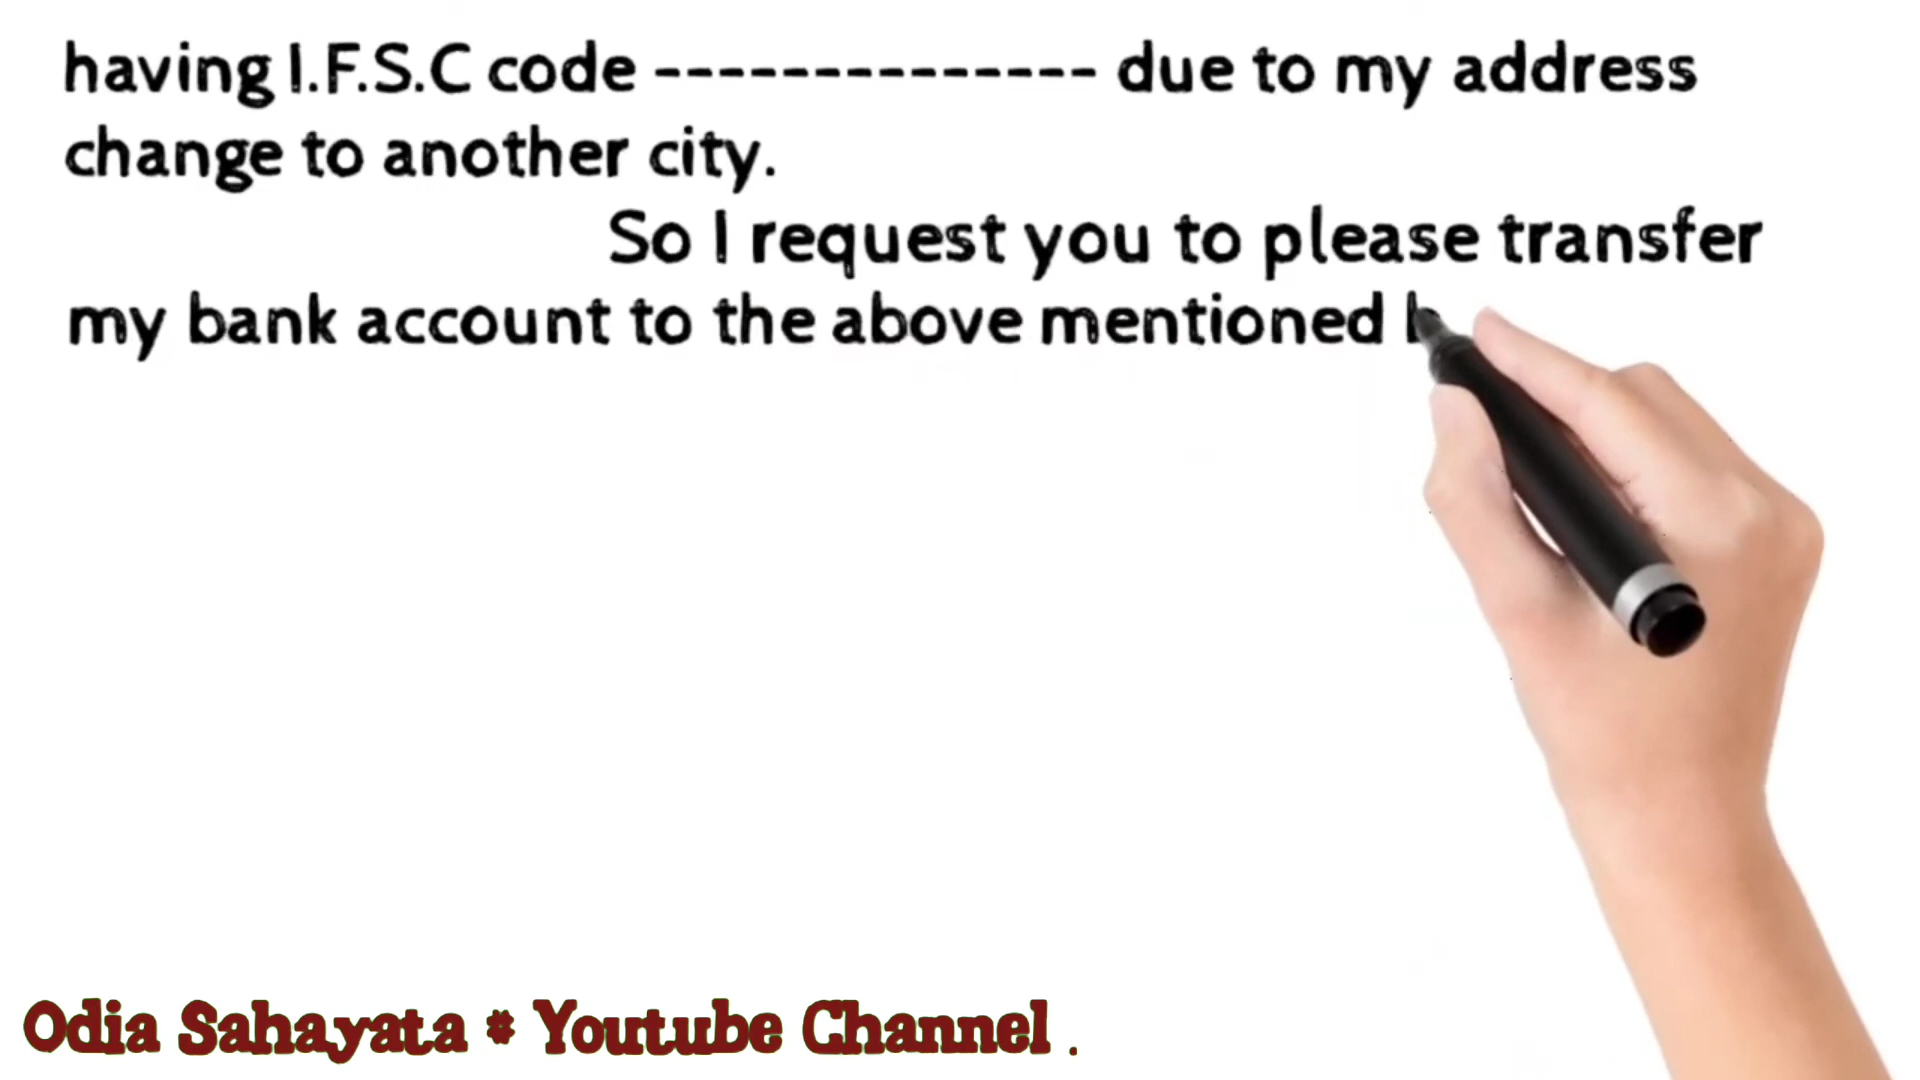 having I.F.S.C code -------------- due to my address
change to another city.
So I request you to please transfer
my bank account to the above mentioned
Odia Sahayata * Youtube Channel .